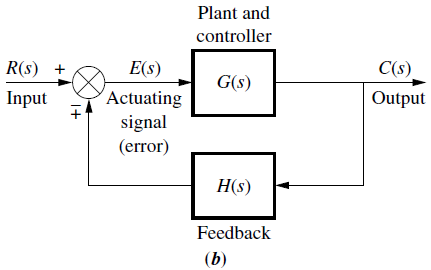 Plant and
controller
R(s) + E(s) G(s) C(s)
Input ∓ Actuating Output
signal
(error)
H(s)
Feedback
(b)